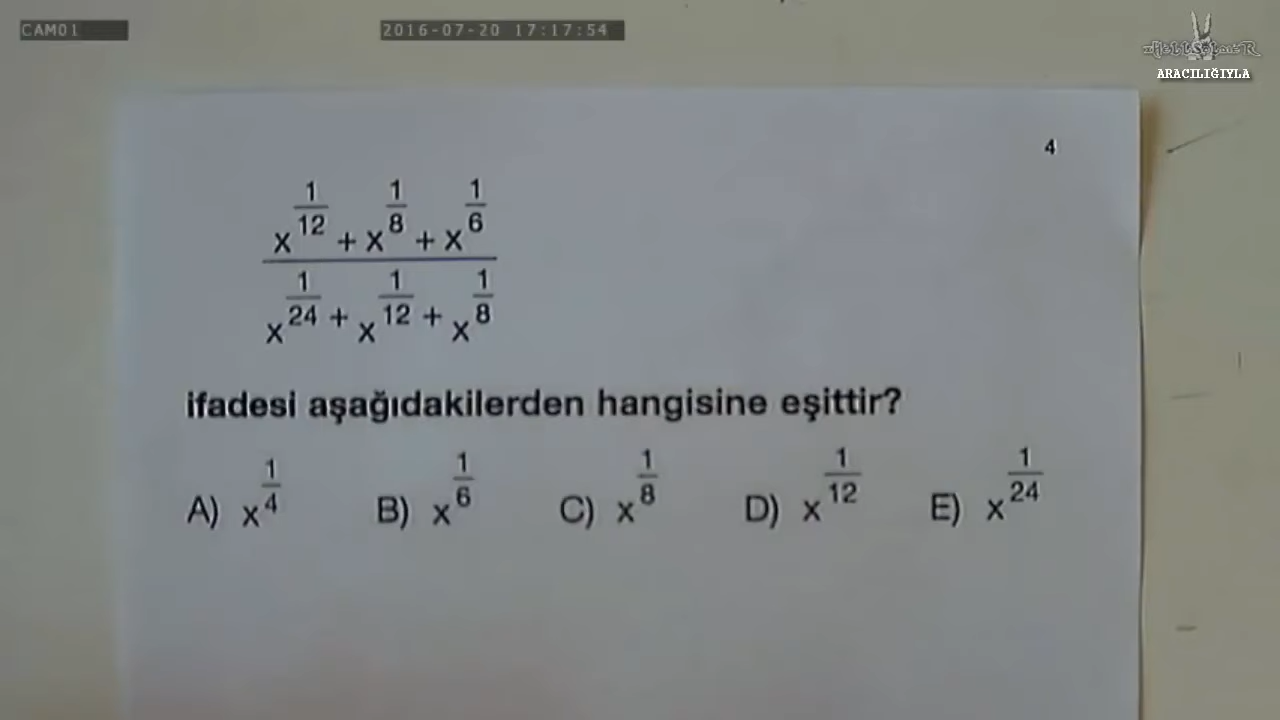 CAM01 2016-07-20 17:17:54
HELLSELLER
ARACILIĞIYLA
4
x^(1/12) + x^(1/8) + x^(1/6)
x^(1/24) + x^(1/12) + x^(1/8)
ifadesi aşağıdakilerden hangisine eşittir?
A) x^(1/4) B) x^(1/6) C) x^(1/8) D) x^(1/12) E) x^(1/24)